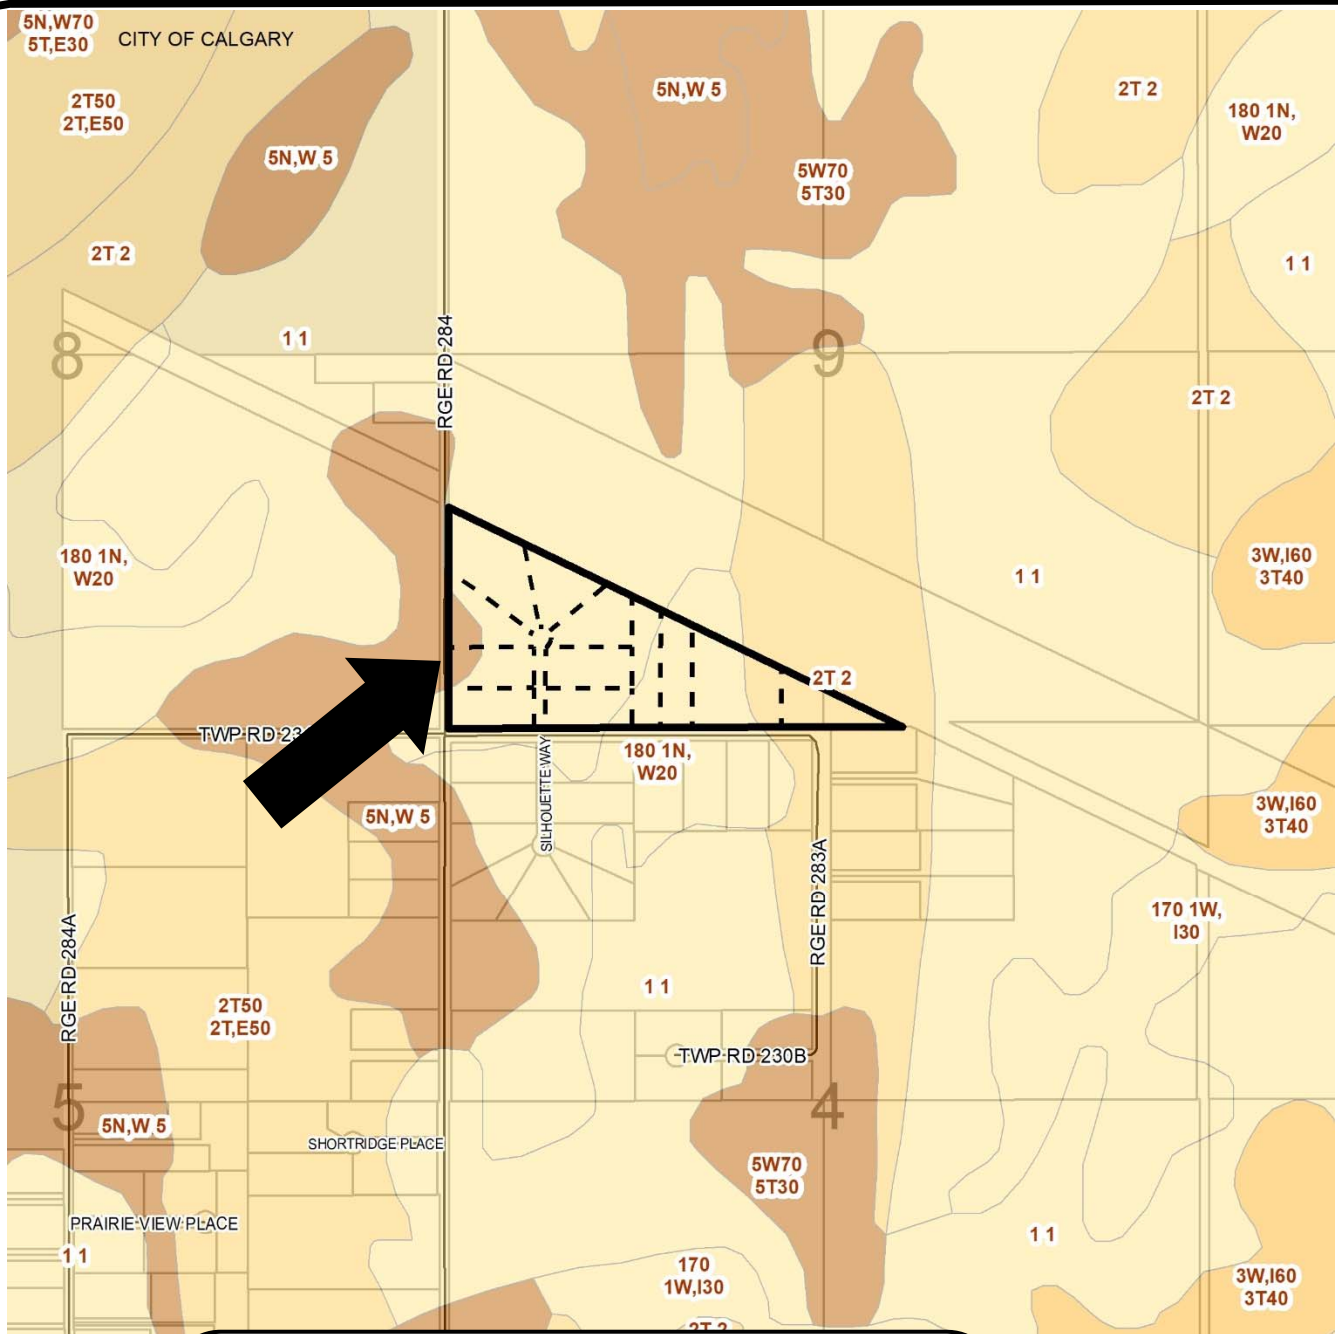 5N,W70
5T,E30
CITY OF CALGARY
2T50
2T,E50
5N,W 5
5N,W 5
2T 2
180 1N,
W20
5W70
5T30
2T 2
1 1
1 1
RGE RD 284
8
9
2T 2
180 1N,
W20
1 1
3W,I60
3T40
2T 2
TWP RD 23
180 1N,
W20
SILHOUETTE WAY
5N,W 5
3W,I60
3T40
RGE RD 283A
170 1W,
I30
RGE RD 284A
1 1
2T50
2T,E50
TWP RD 230B
5
4
5N,W 5
SHORTRIDGE PLACE
5W70
5T30
PRAIRIE VIEW PLACE
1 1
1 1
170
1W,I30
3W,I60
3T40
2T 2